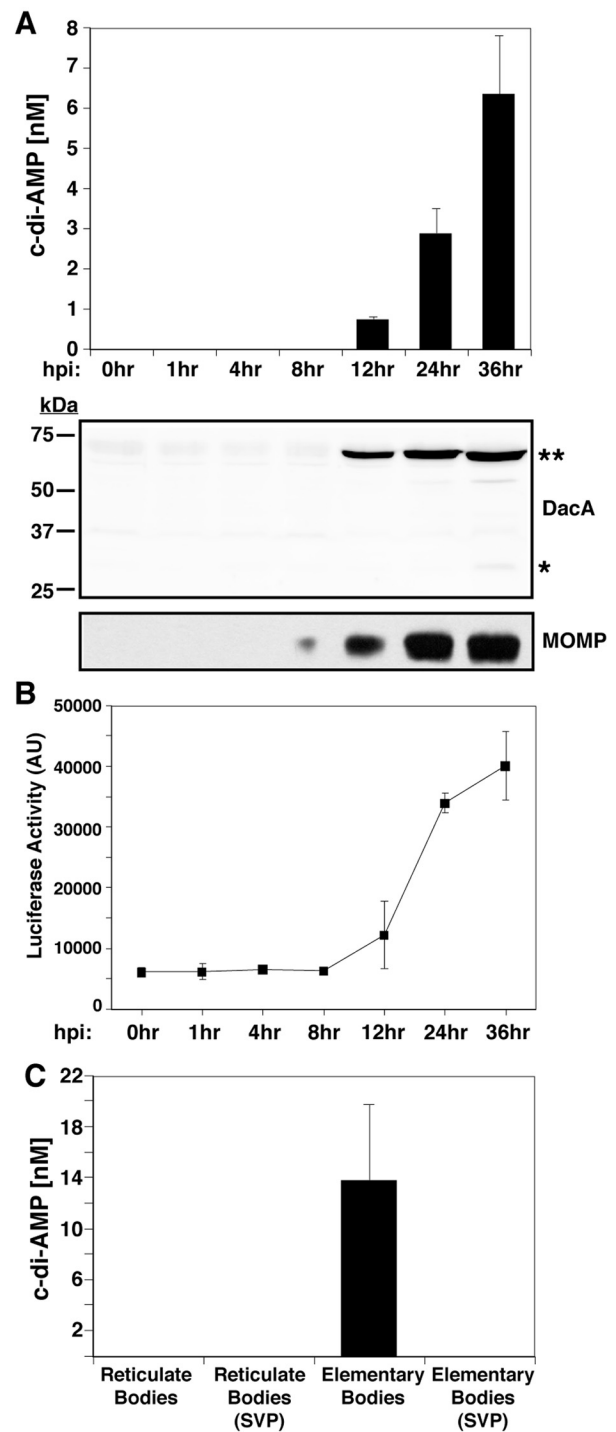 A
c-di-AMP [nM]
8
7
6
5
4
3
2
1
0
hpi: 0hr 1hr 4hr 8hr 12hr 24hr 36hr
kDa
75
**
50
DacA
37
*
25
MOMP
B
Luciferase Activity (AU)
50000
40000
30000
20000
10000
0
hpi: 0hr 1hr 4hr 8hr 12hr 24hr 36hr
C
c-di-AMP [nM]
22
18
14
10
6
2
Reticulate Bodies
Reticulate Bodies (SVP)
Elementary Bodies
Elementary Bodies (SVP)